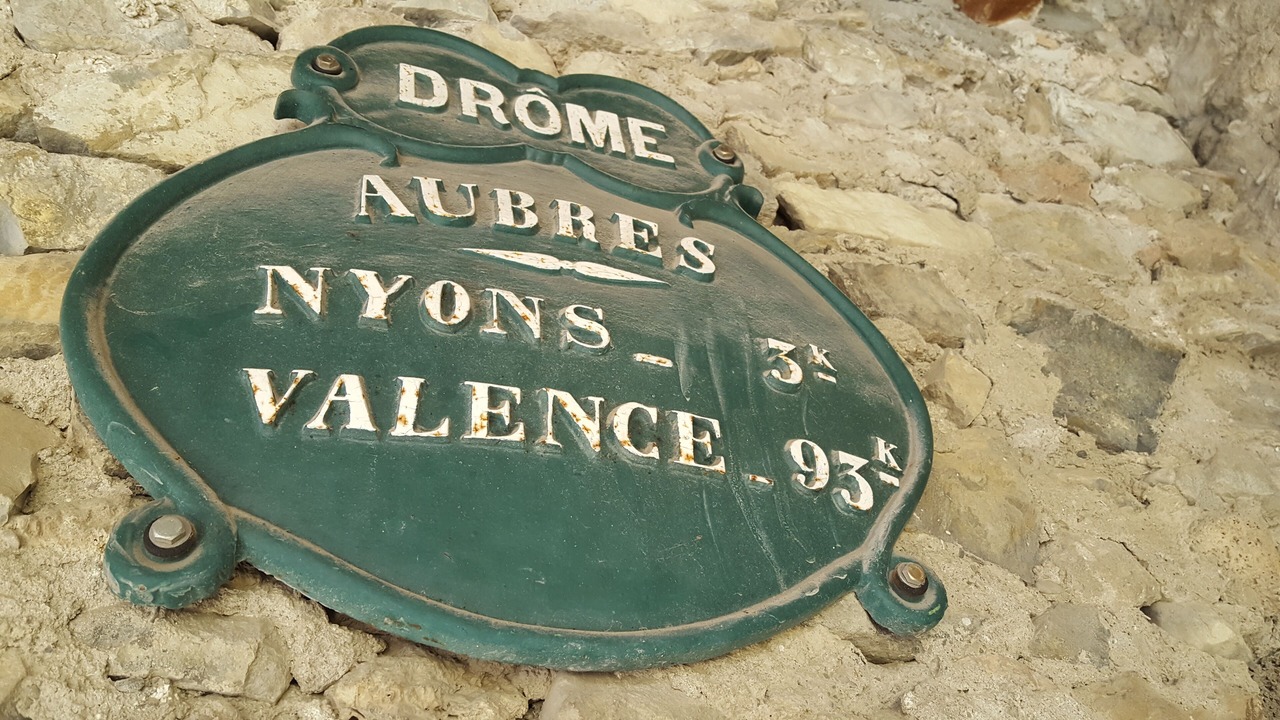 DRÔME
AUBRES
NYONS - 3K
VALENCE - 93K